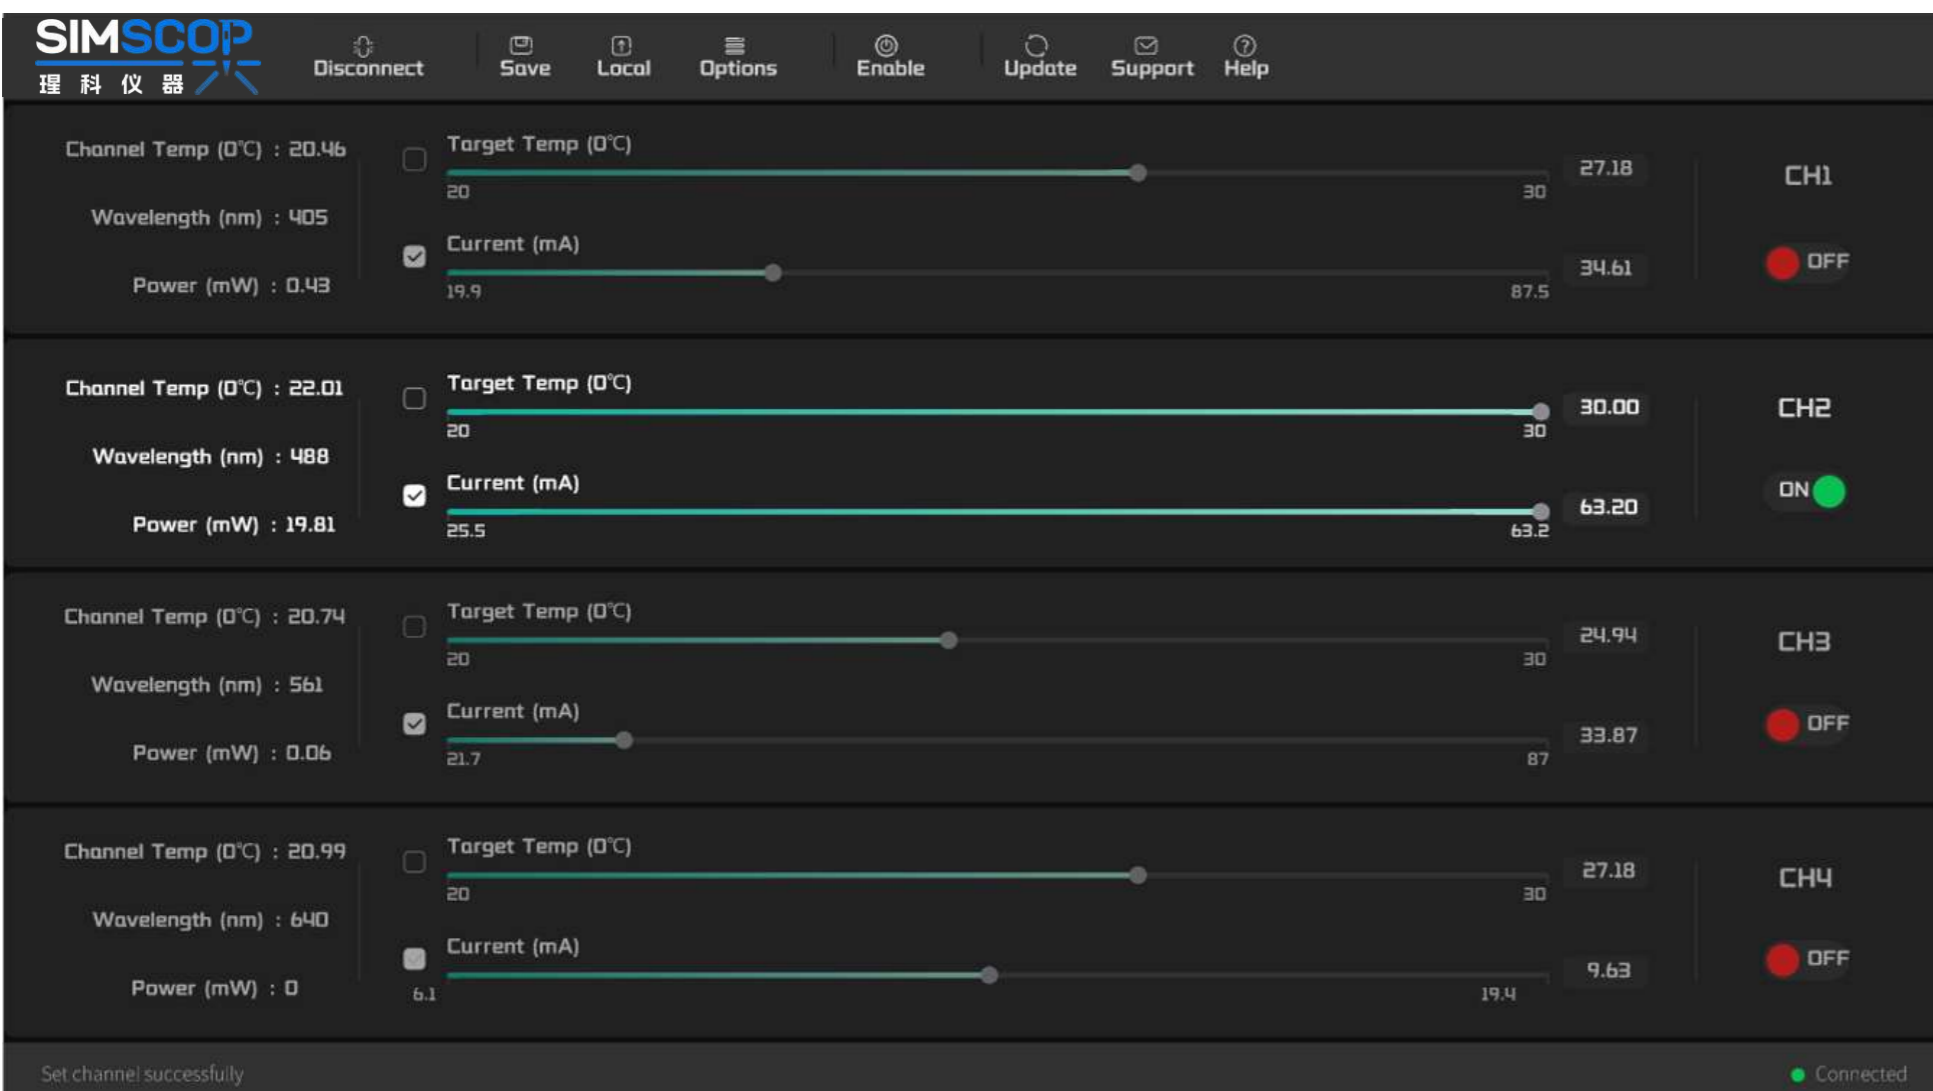 SIMSCOP
瑆科仪器
Disconnect
Save
Local
Options
Enable
Update
Support
Help
Channel Temp (0℃) : 20.46
Wavelength (nm) : 405
Power (mW) : 0.43
Target Temp (0℃)
20
30
27.18
Current (mA)
19.9
87.5
34.61
CH1
OFF
Channel Temp (0℃) : 22.01
Wavelength (nm) : 488
Power (mW) : 19.81
Target Temp (0℃)
20
30
30.00
Current (mA)
25.5
63.2
63.20
CH2
ON
Channel Temp (0℃) : 20.74
Wavelength (nm) : 561
Power (mW) : 0.06
Target Temp (0℃)
20
30
24.94
Current (mA)
21.7
87
33.87
CH3
OFF
Channel Temp (0℃) : 20.99
Wavelength (nm) : 640
Power (mW) : 0
Target Temp (0℃)
20
30
27.18
Current (mA)
6.1
19.4
9.63
CH4
OFF
Set channel successfully
Connected